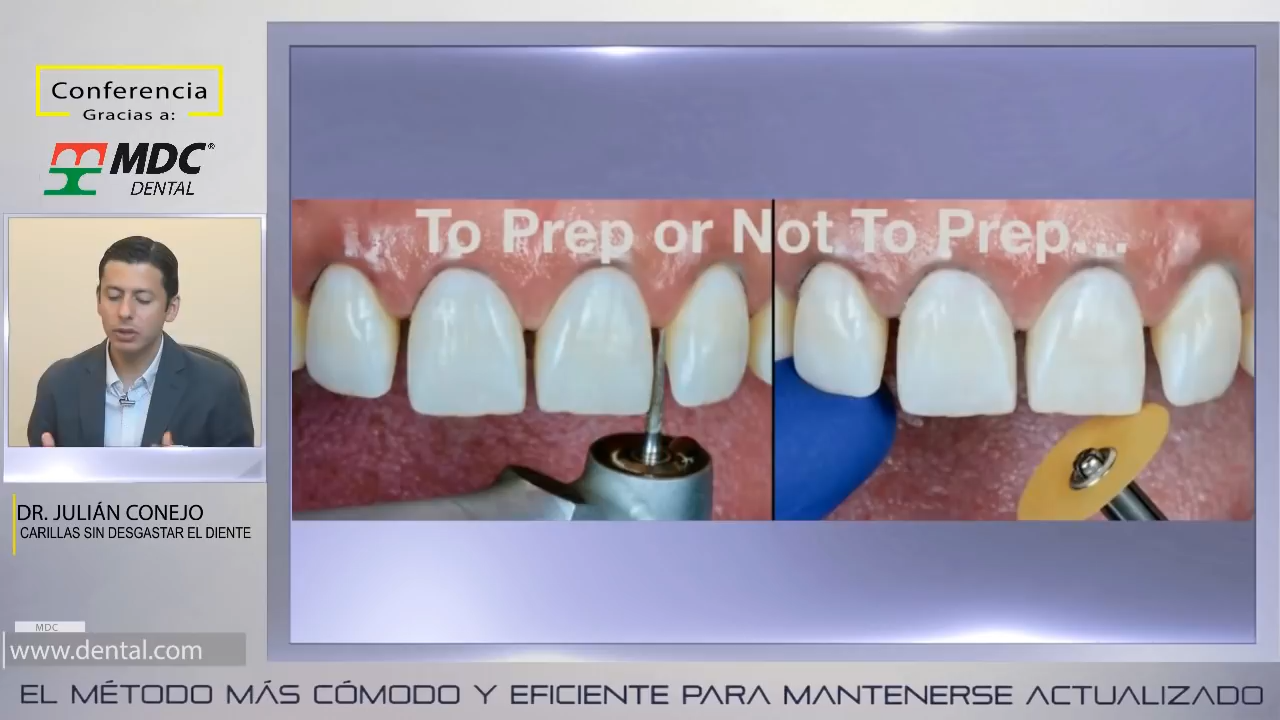 Conferencia
Gracias a:
MDC®
DENTAL
To Prep or Not To Prep...
DR. JULIÁN CONEJO
CARILLAS SIN DESGASTAR EL DIENTE
MDC
www.dental.com
EL MÉTODO MÁS CÓMODO Y EFICIENTE PARA MANTENERSE ACTUALIZADO